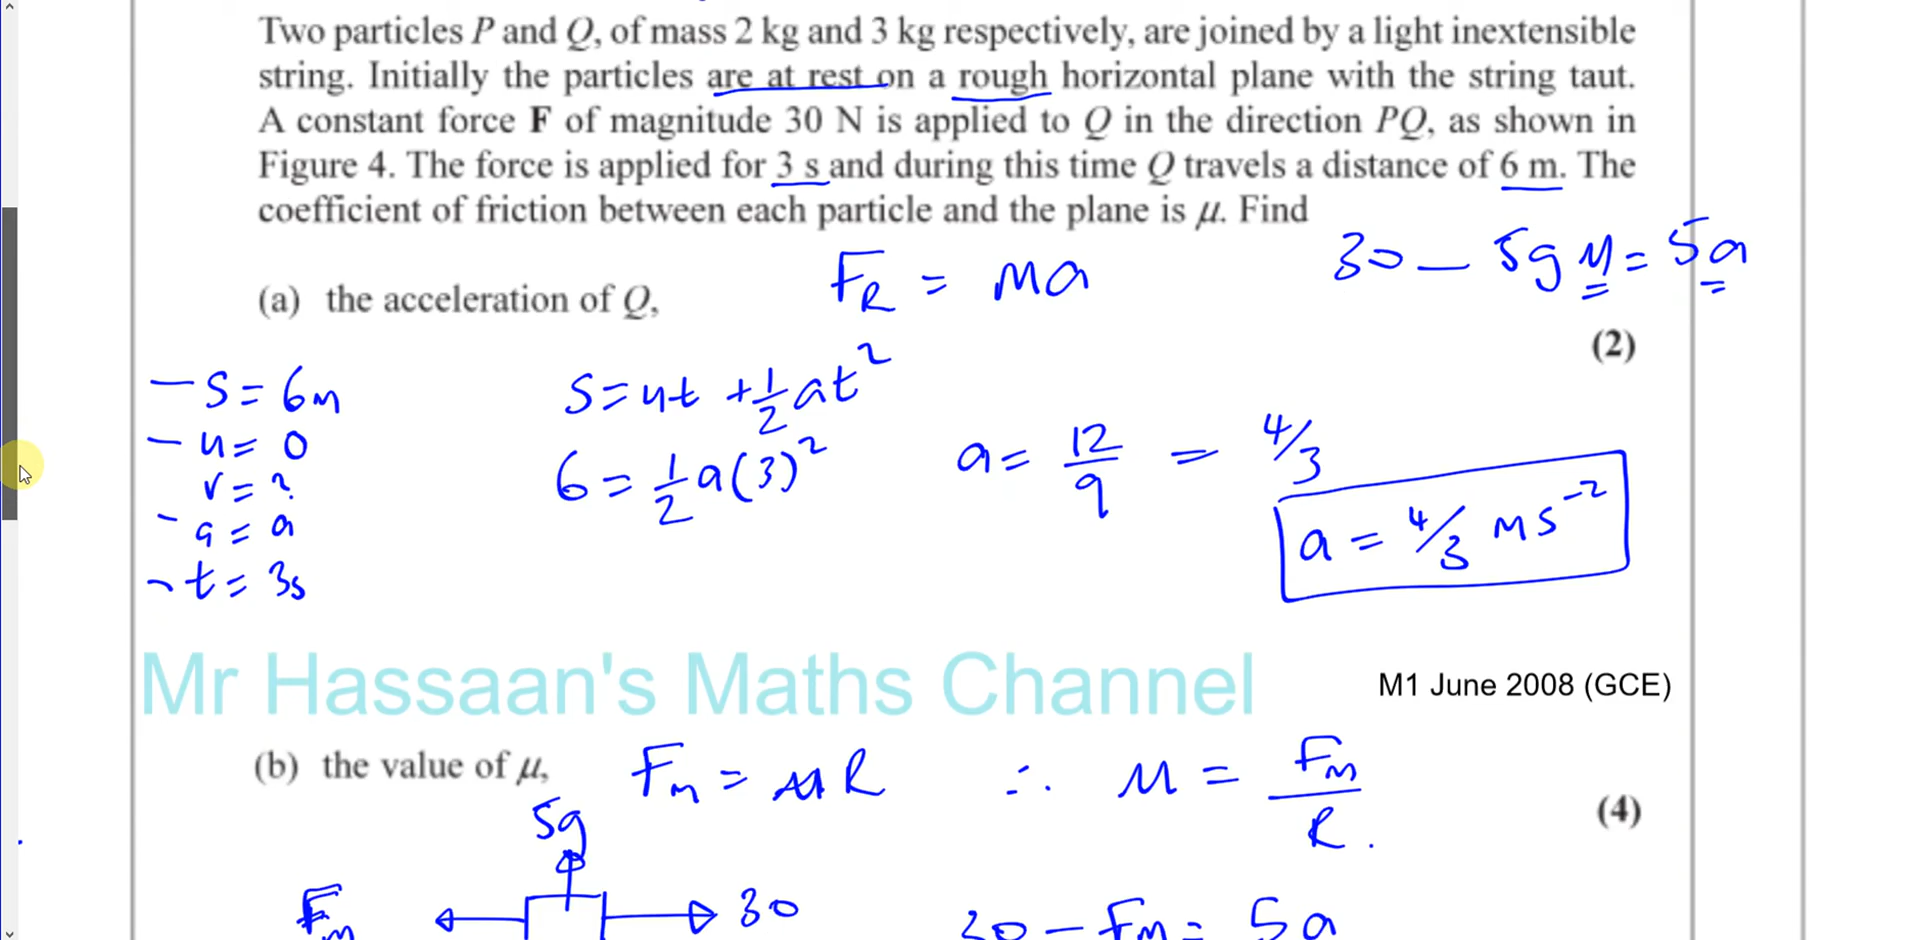 Two particles P and Q, of mass 2 kg and 3 kg respectively, are joined by a light inextensible
string. Initially the particles are at rest on a rough horizontal plane with the string taut.
A constant force F of magnitude 30 N is applied to Q in the direction PQ, as shown in
Figure 4. The force is applied for 3 s and during this time Q travels a distance of 6 m. The
coefficient of friction between each particle and the plane is μ. Find
30 – 5gμ = 5a
(a) the acceleration of Q,
F_R = ma
(2)
– s = 6m
– u = 0
v = ?
– a = a
– t = 3s
s = ut + ½at²
6 = ½a(3)²
a = 12/9 = 4/3
a = 4/3 ms⁻²
Mr Hassaan's Maths Channel
M1 June 2008 (GCE)
(b) the value of μ,
Fm = μR ∴ μ = Fm/R.
(4)
5g
Fm
30
30 – Fm = 5a